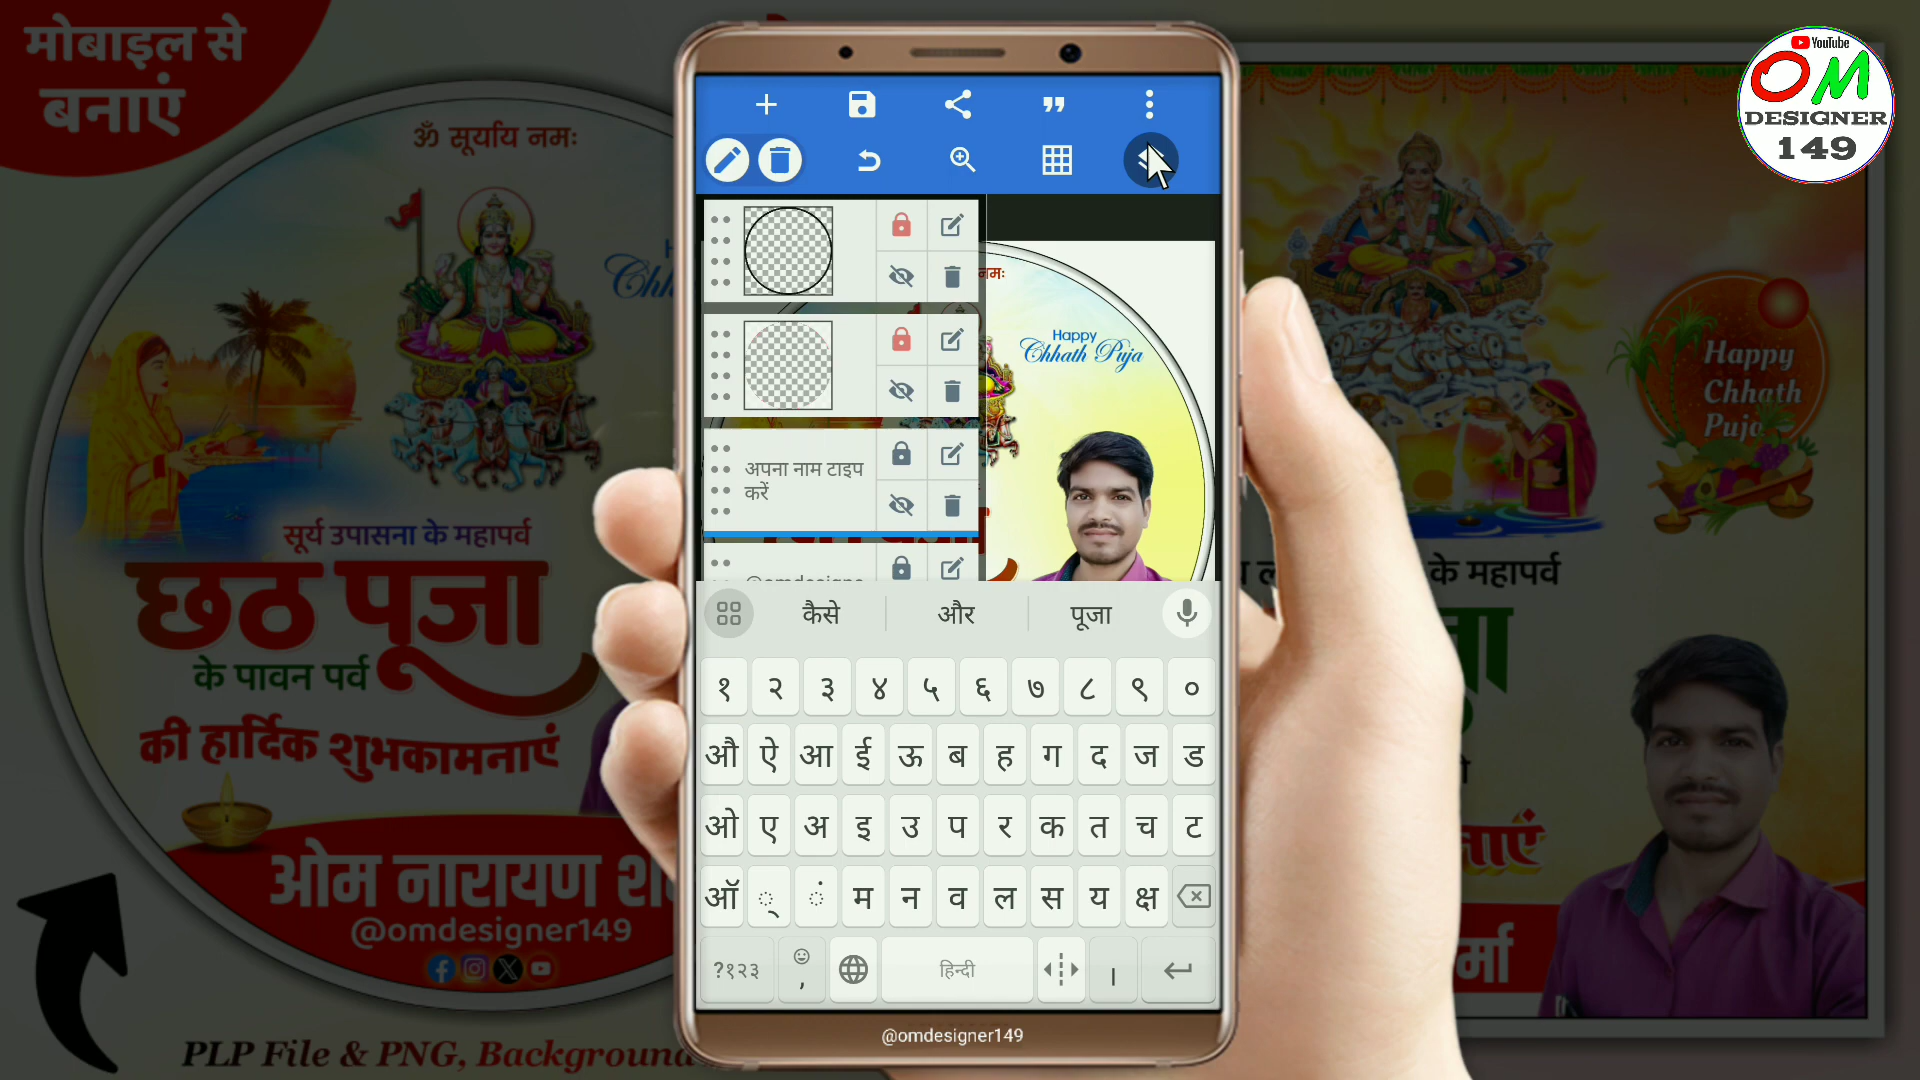 मोबाइल से
बनाएं
ॐ सूर्याय नमः
सूर्य उपासना के महापर्व
छठ पूजा
के पावन पर्व
की हार्दिक शुभकामनाएं
ओम नारायण
@omdesigner149
PLP File & PNG, Background
नमः
Happy
Chhath Puja
अपना नाम टाइप
करें
कैसे और पूजा
१ २ ३ ४ ५ ६ ७ ८ ९ ०
औ ऐ आ ई ऊ ब ह ग द ज ड
ओ ए अ इ उ प र क त च ट
ऑ ् ं म न व ल स य क्ष
?१२३ , हिन्दी ।
@omdesigner149
YouTube
OM
DESIGNER
149
Happy
Chhath
Puja
के महापर्व